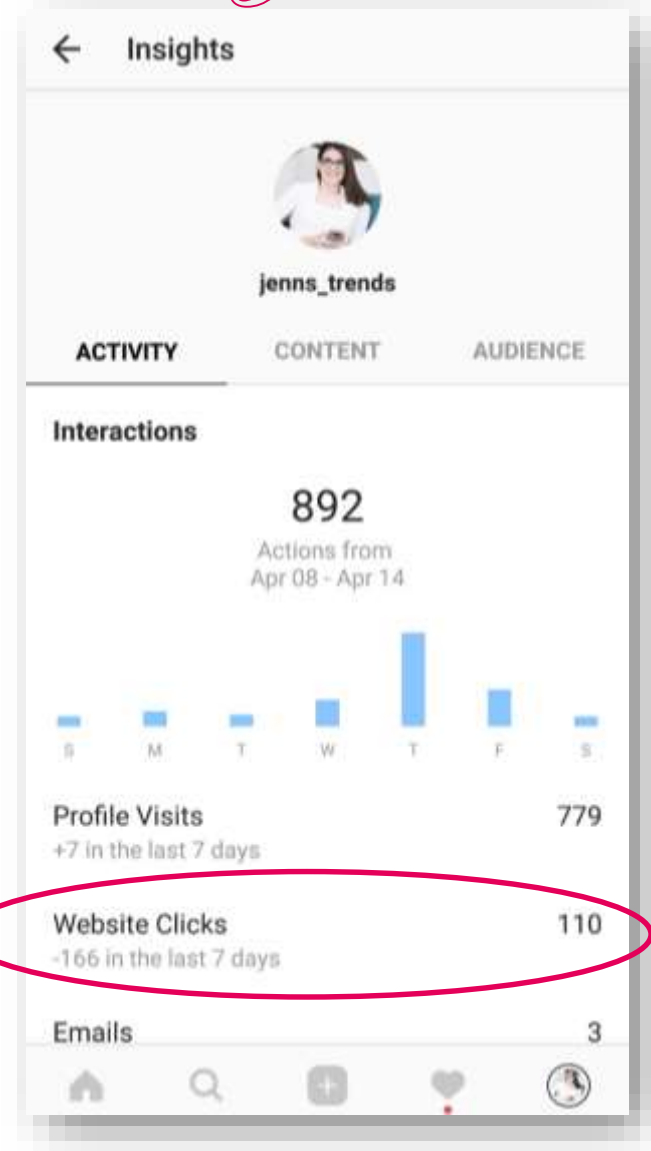 Insights
jenns_trends
ACTIVITY CONTENT AUDIENCE
Interactions
892
Actions from
Apr 08 - Apr 14
S M T W T F S
Profile Visits 779
+7 in the last 7 days
Website Clicks 110
-166 in the last 7 days
Emails 3